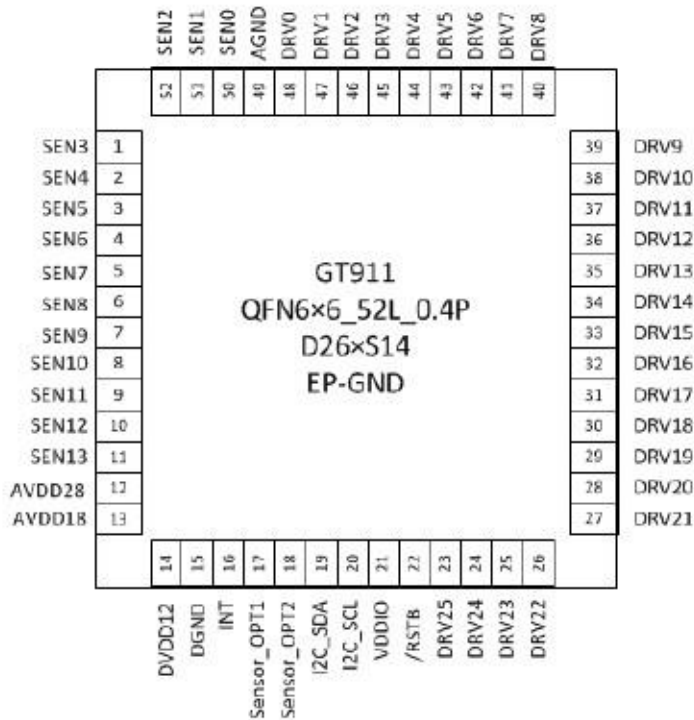 SEN2 SEN1 SEN0 AGND DRV0 DRV1 DRV2 DRV3 DRV4 DRV5 DRV6 DRV7 DRV8
52 51 50 49 48 47 46 45 44 43 42 41 40
SEN3 1 39 DRV9
SEN4 2 38 DRV10
SEN5 3 37 DRV11
SEN6 4 36 DRV12
SEN7 5 35 DRV13
SEN8 6 34 DRV14
SEN9 7 33 DRV15
SEN10 8 32 DRV16
SEN11 9 31 DRV17
SEN12 10 30 DRV18
SEN13 11 29 DRV19
AVDD28 12 28 DRV20
AVDD18 13 27 DRV21
GT911
QFN6×6_52L_0.4P
D26×S14
EP-GND
14 15 16 17 18 19 20 21 22 23 24 25 26
DVDD12 DGND INT Sensor_OPT1 Sensor_OPT2 I2C_SDA I2C_SCL VDDIO /RSTB DRV25 DRV24 DRV23 DRV22